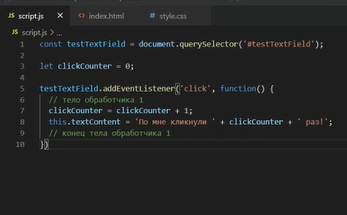 script.js
index.html
style.css
script.js > ...
1 const testTextField = document.querySelector('#testTextField');
2
3 let clickCounter = 0;
4
5 testTextField.addEventListener('click', function() {
6 // тело обработчика 1
7 clickCounter = clickCounter + 1;
8 this.textContent = 'По мне кликнули ' + clickCounter + ' раз!';
9 // конец тела обработчика 1
10 })